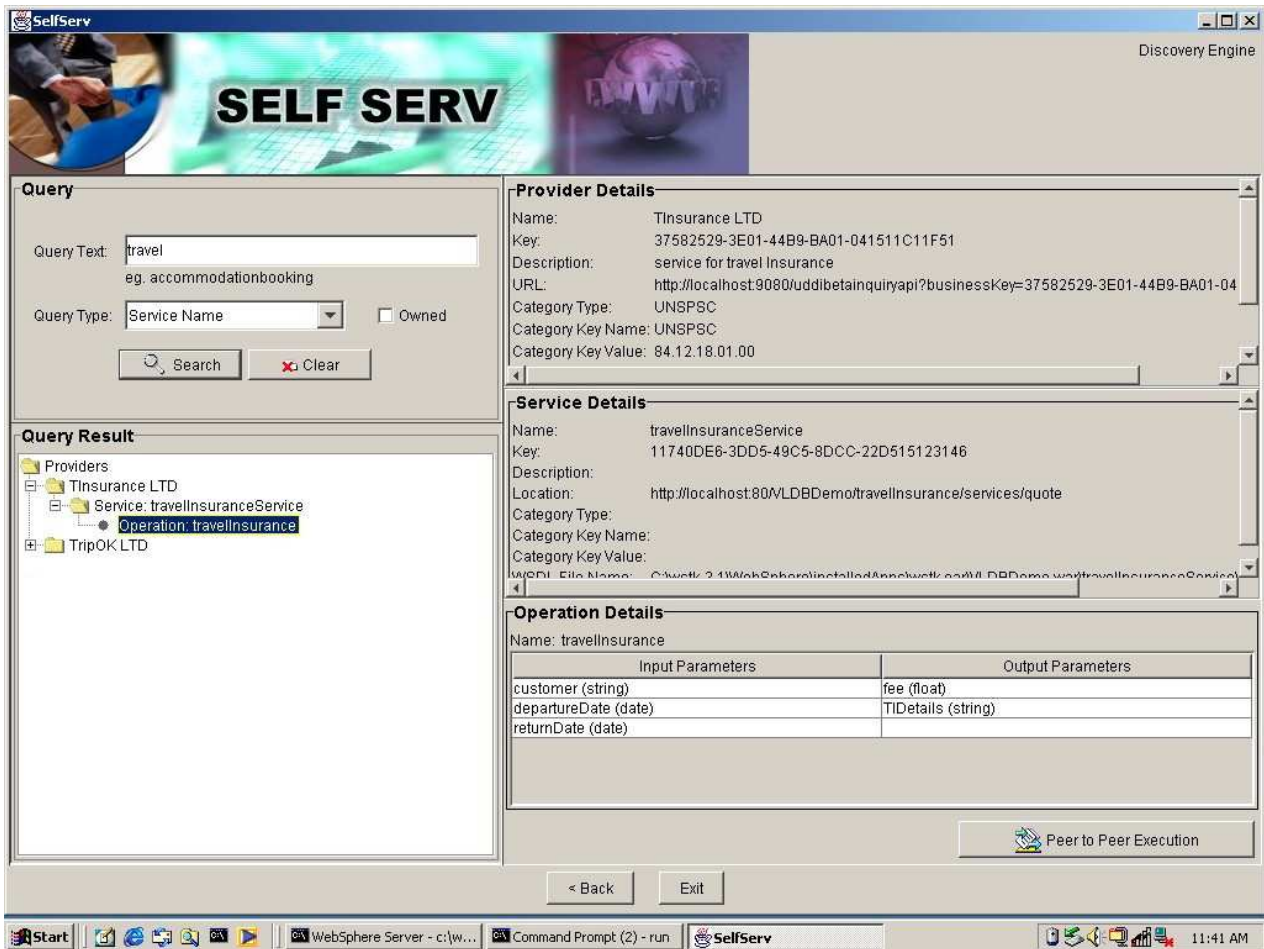 SelfServ
Discovery Engine
SELF SERV
WWW
Query
Query Text: travel
eg. accommodationbooking
Query Type: Service Name Owned
Search Clear
Query Result
Providers
TInsurance LTD
Service: travelInsuranceService
Operation: travelInsurance
TripOK LTD
Provider Details
Name: TInsurance LTD
Key: 37582529-3E01-44B9-BA01-041511C11F51
Description: service for travel Insurance
URL: http://localhost:9080/uddibetainquiryapi?businessKey=37582529-3E01-44B9-BA01-04
Category Type: UNSPSC
Category Key Name: UNSPSC
Category Key Value: 84.12.18.01.00
Service Details
Name: travelInsuranceService
Key: 11740DE6-3DD5-49C5-8DCC-22D515123146
Description:
Location: http://localhost:80/VLDBDemo/travelInsurance/services/quote
Category Type:
Category Key Name:
Category Key Value:
WSDL File Name:
Operation Details
Name: travelInsurance
Input Parameters Output Parameters
customer (string) fee (float)
departureDate (date) TIDetails (string)
returnDate (date)
Peer to Peer Execution
< Back Exit
Start WebSphere Server - c:\w... Command Prompt (2) - run SelfServ 11:41 AM